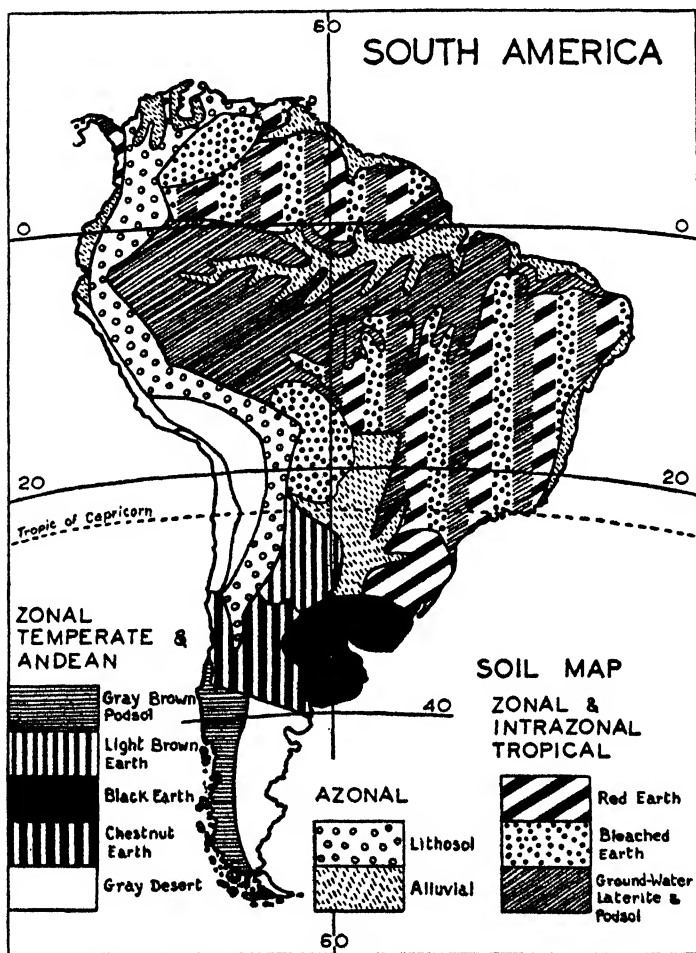 60
SOUTH AMERICA
0
0
20
20
Tropic of Capricorn
ZONAL
TEMPERATE &
ANDEAN
Gray Brown
Podsol
Light Brown
Earth
Black Earth
Chestnut
Earth
Gray Desert
40
AZONAL
Lithosol
Alluvial
SOIL MAP
ZONAL &
INTRAZONAL
TROPICAL
Red Earth
Bleached
Earth
Ground-Water
Laterite &
Podsol
60